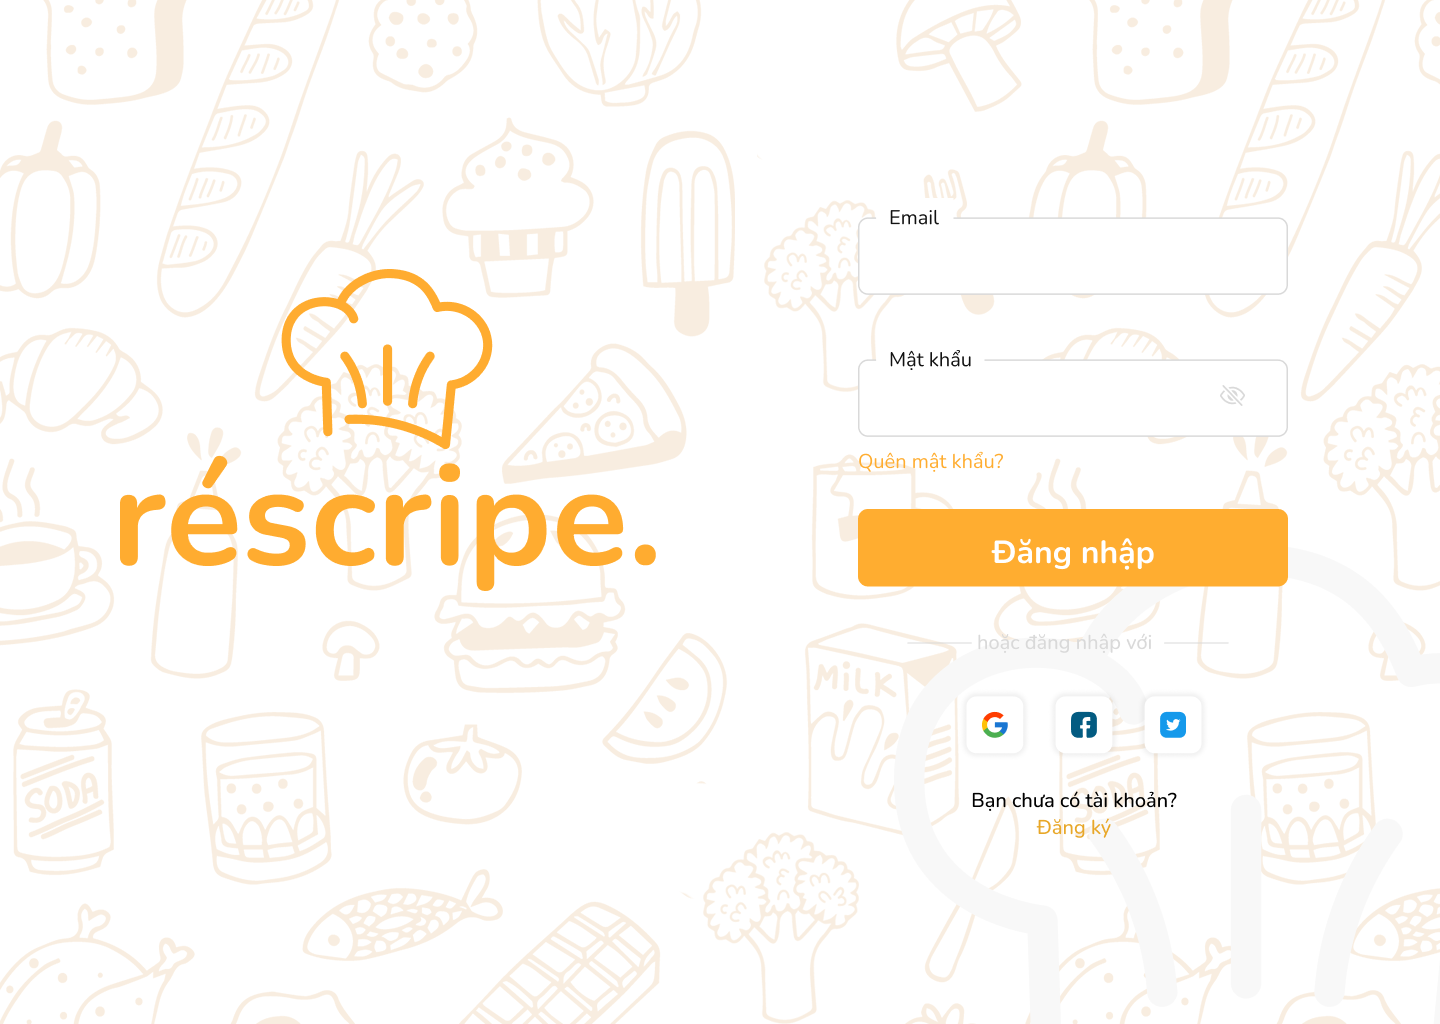 réscripe.
Email
Mật khẩu
Quên mật khẩu?
Đăng nhập
hoặc đăng nhập với
Bạn chưa có tài khoản?
Đăng ký
MiLK
SODA
SODA